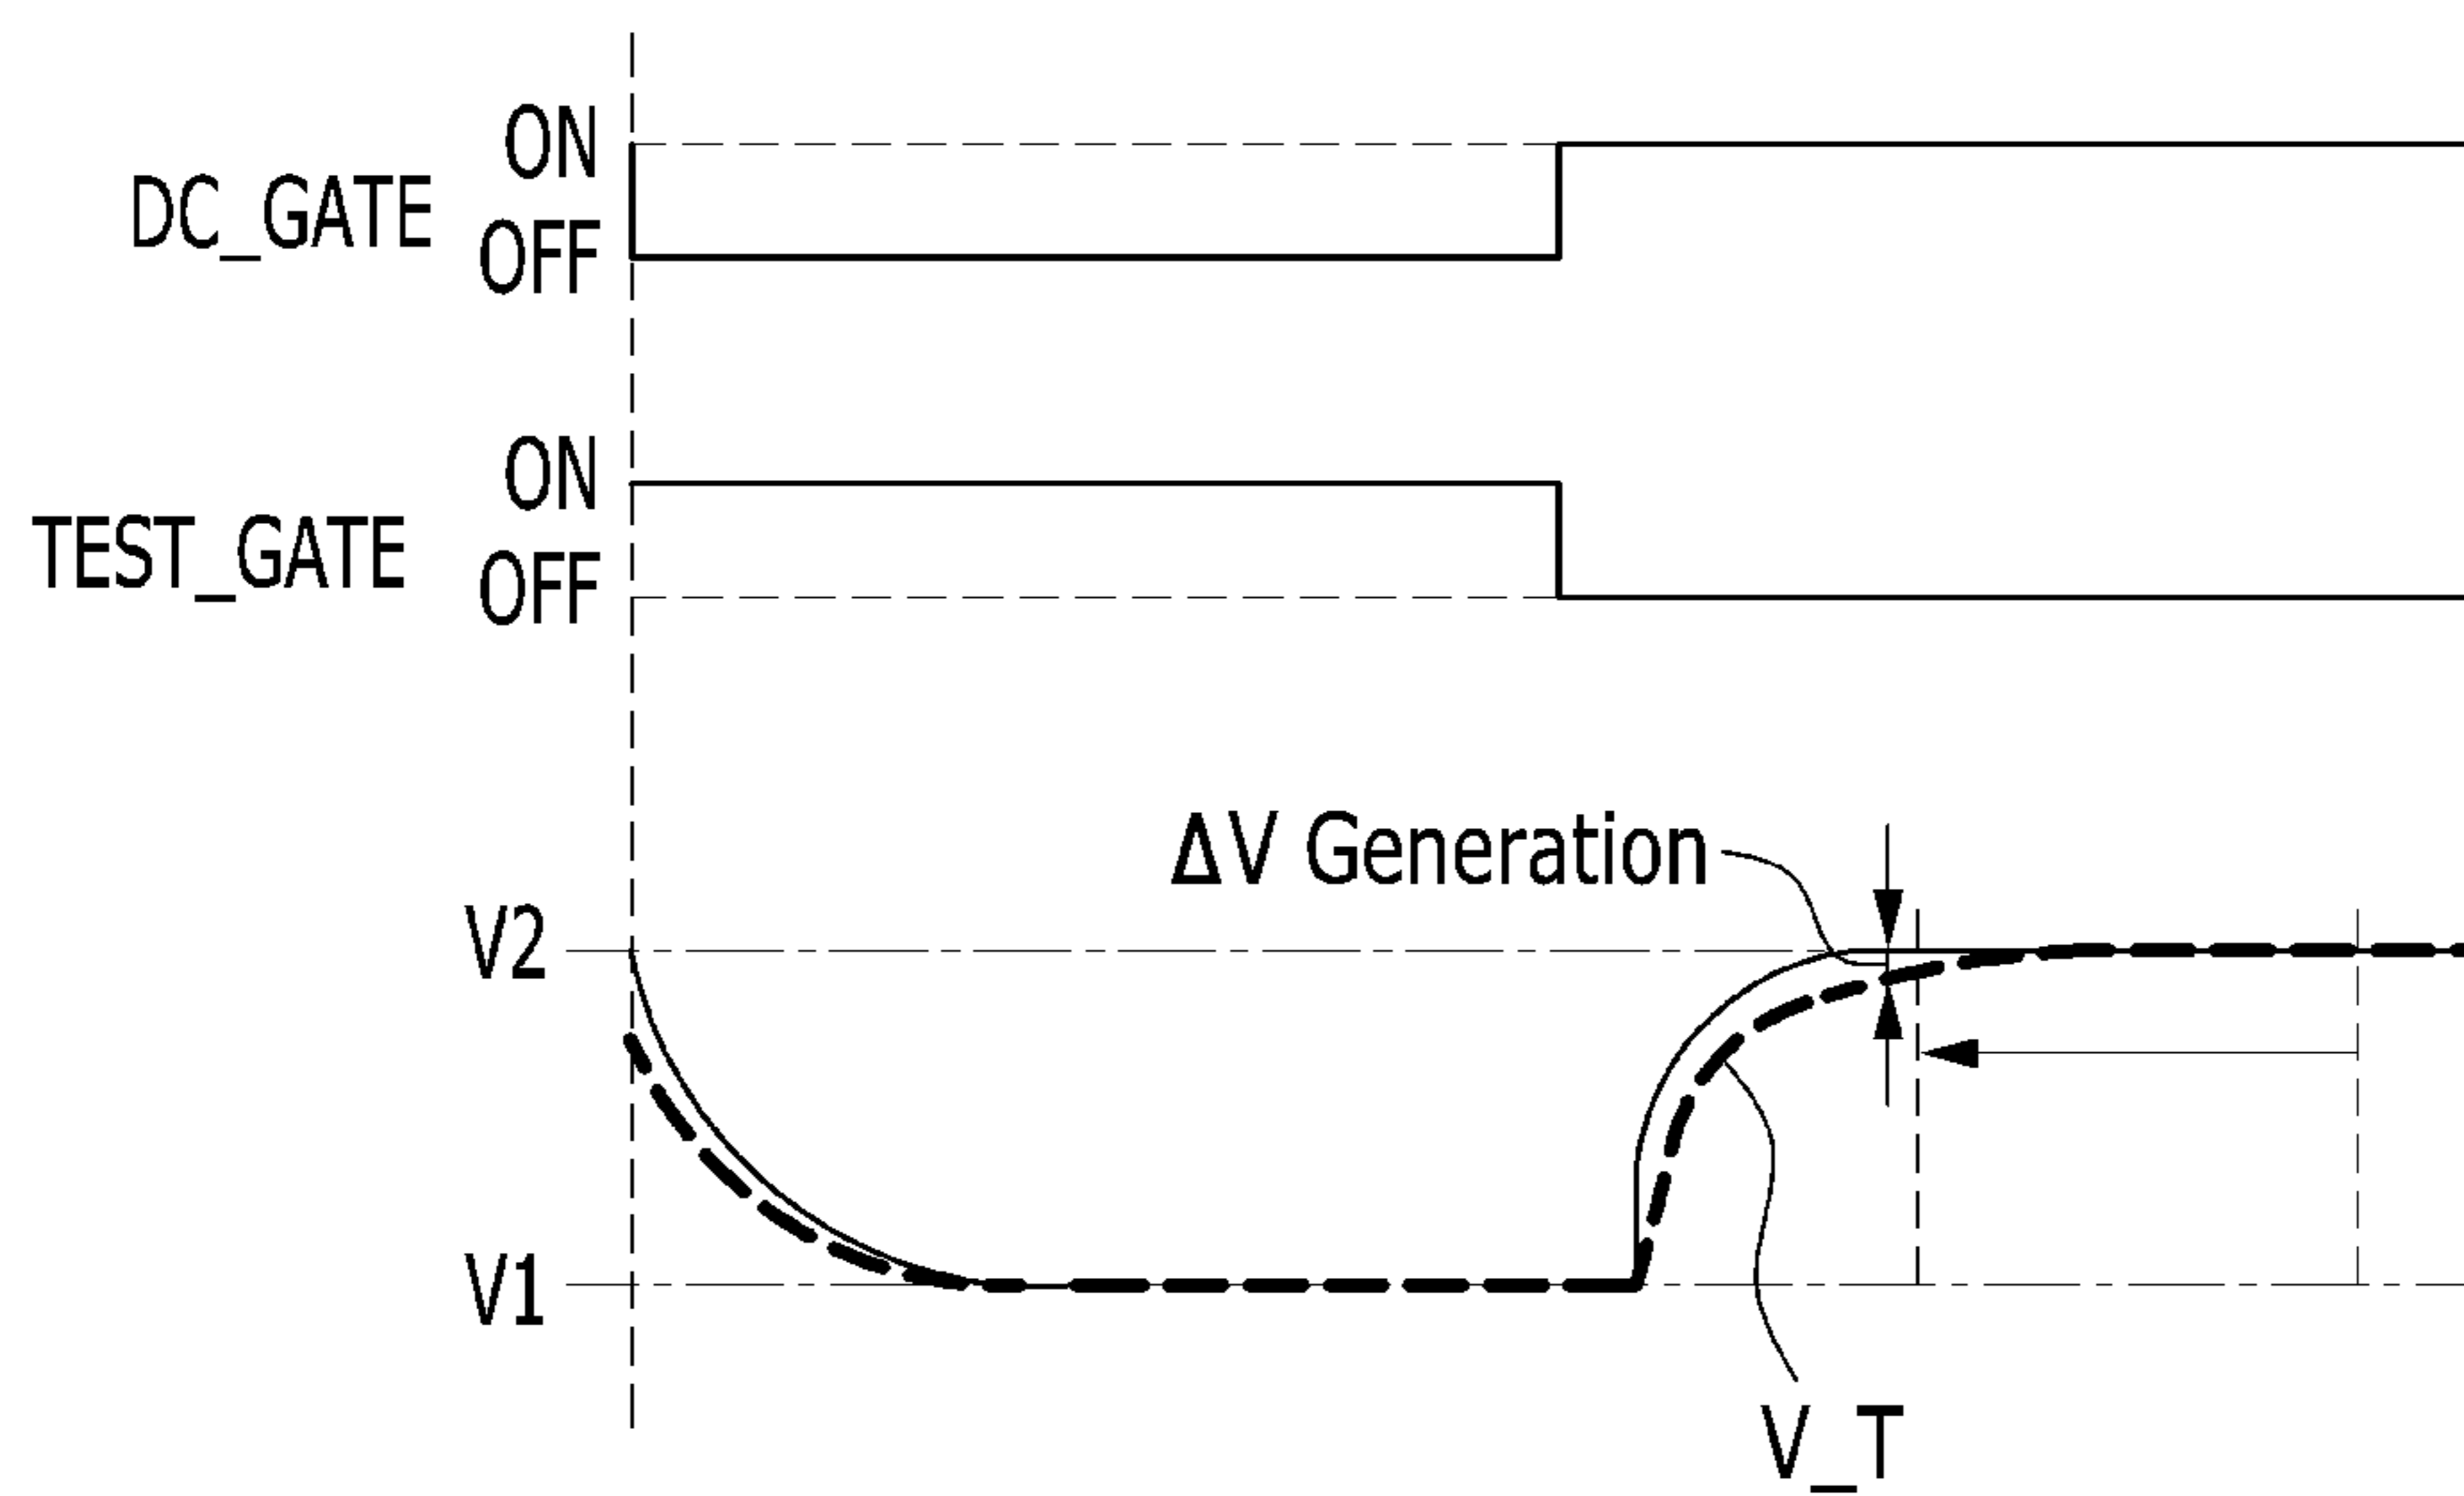 ON
DC_GATE
OFF
ON
TEST_GATE
OFF
ΔV Generation
V2
V1
V_T